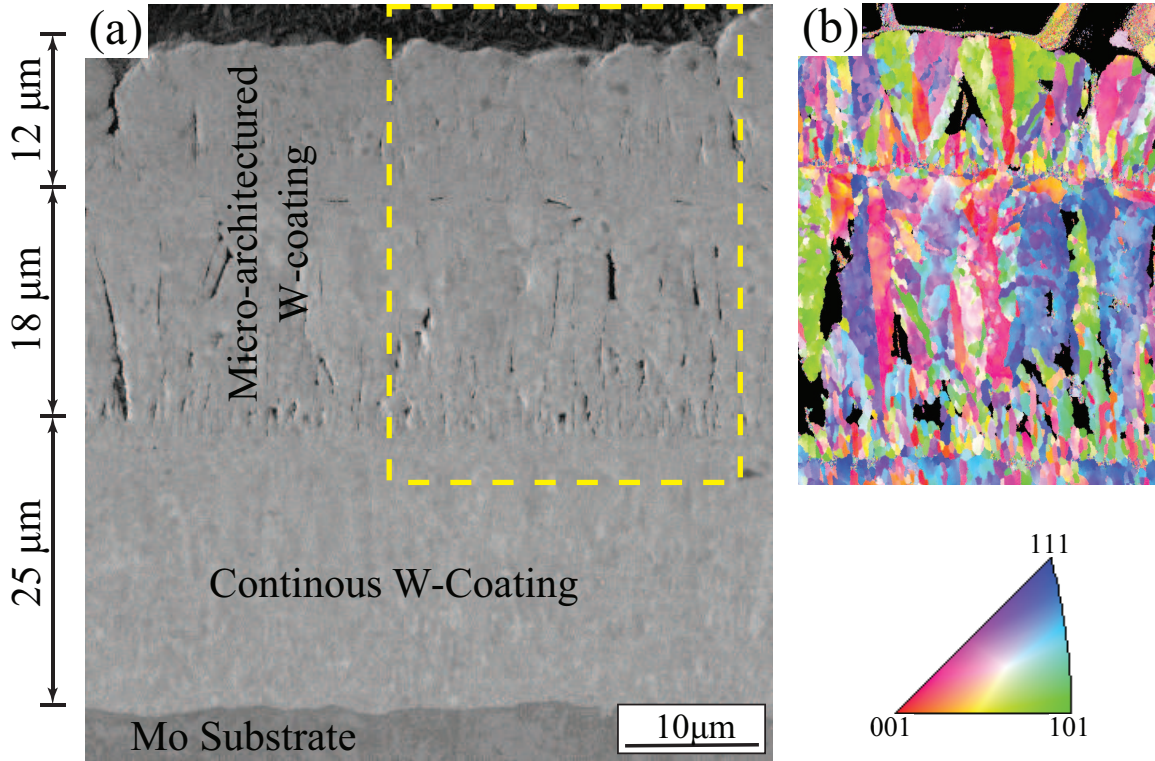 (a)
(b)
12 μm
18 μm
25 μm
Micro-architectured
W-coating
Continous W-Coating
Mo Substrate
10μm
111
001
101